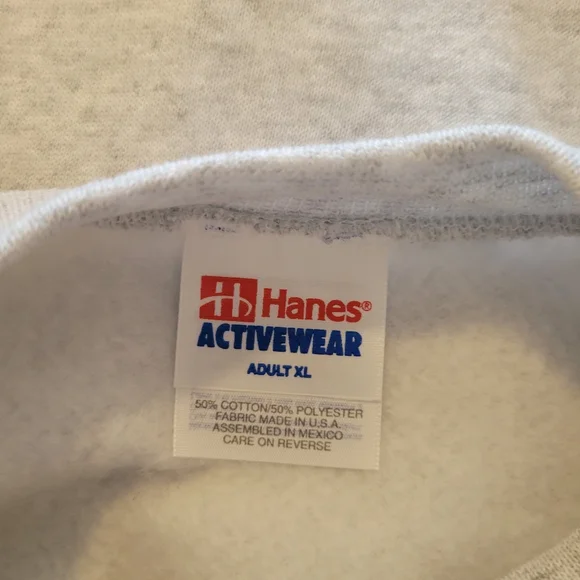 Hanes®
ACTIVEWEAR
ADULT XL
50% COTTON/50% POLYESTER
FABRIC MADE IN U.S.A.
ASSEMBLED IN MEXICO
CARE ON REVERSE